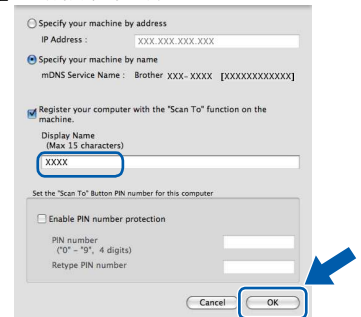 Specify your machine by address
IP Address : XXX.XXX.XXX.XXX
Specify your machine by name
mDNS Service Name : Brother XXX-XXXX [XXXXXXXXXXXX]
Register your computer with the "Scan To" function on the
machine.
Display Name
(Max 15 characters)
XXXX
Set the "Scan To" Button PIN number for this computer
Enable PIN number protection
PIN number
("0" – "9", 4 digits)
Retype PIN number
Cancel OK